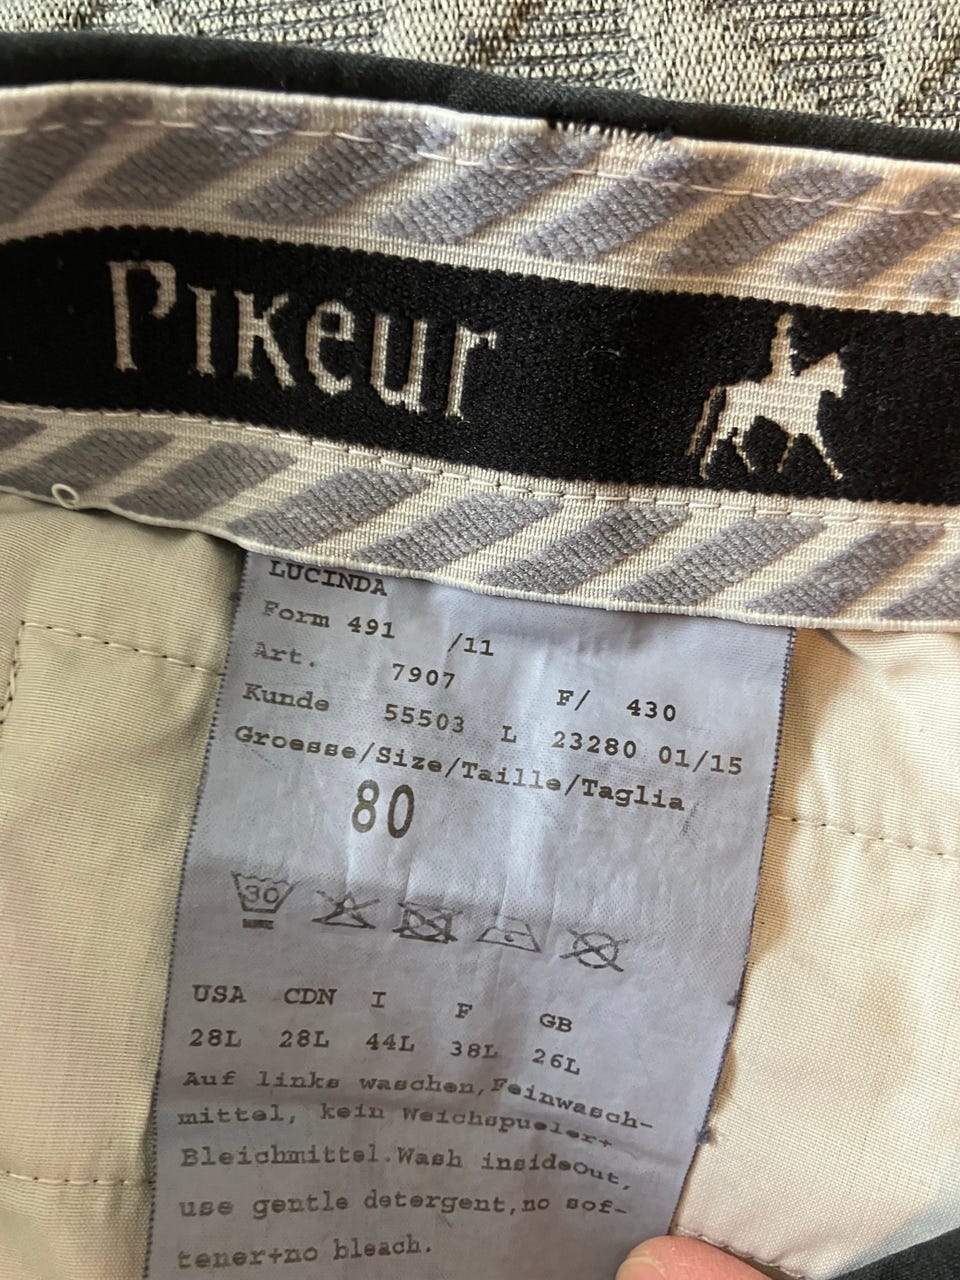 Pikeur
LUCINDA
Form 491 /11
Art. 7907 F/ 430
Kunde 55503 L 23280 01/15
Groesse/Size/Taille/Taglia
80
30
USA CDN I F GB
28L 28L 44L 38L 26L
Auf links waschen,Feinwasch-
mittel, kein Weichspueler+
Bleichmittel.Wash insideOut,
use gentle detergent,no sof-
tener+no bleach.